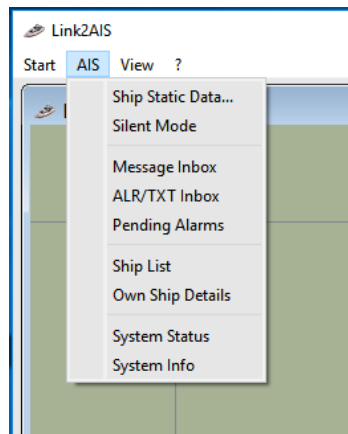 Link2AIS
Start AIS View ?
Ship Static Data...
Silent Mode
Message Inbox
ALR/TXT Inbox
Pending Alarms
Ship List
Own Ship Details
System Status
System Info